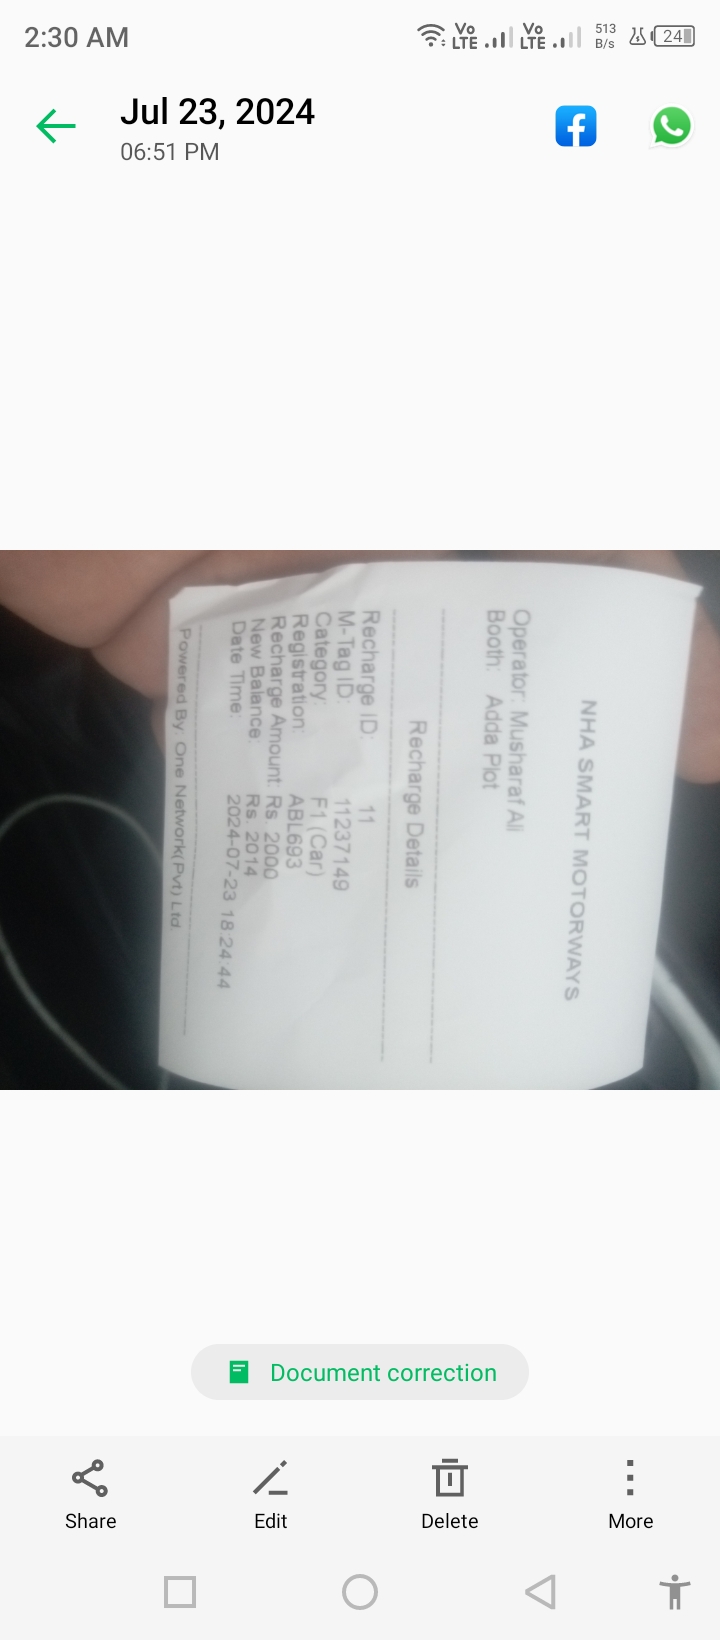 2:30 AM
Vo LTE
Vo LTE
513 B/s
24
Jul 23, 2024
06:51 PM
NHA SMART MOTORWAYS
Operator: Musharaf Ali
Booth: Adda Plot
Recharge Details
Recharge ID: 11
M-Tag ID: 11237149
Category: F1 (Car)
Registration: ABL693
Recharge Amount: Rs. 2000
New Balance: Rs. 2014
Date Time: 2024-07-23 18:24:44
Powered By: One Network(Pvt) Ltd.
Document correction
Share
Edit
Delete
More